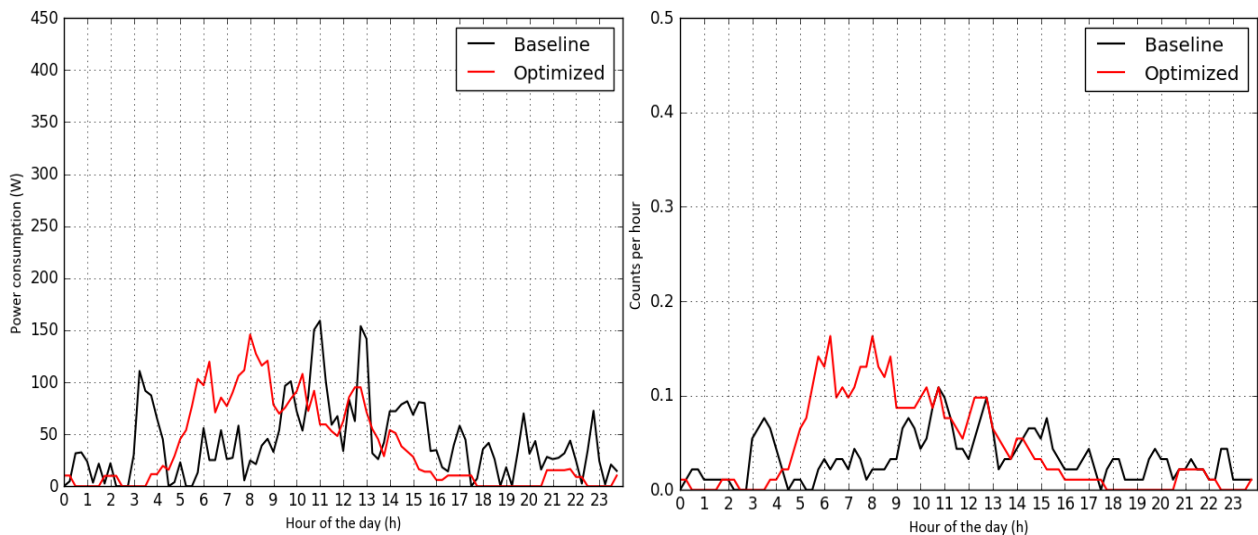 450
400
350
300
250
200
150
100
50
0
Power consumption (W)
0 1 2 3 4 5 6 7 8 9 10 11 12 13 14 15 16 17 18 19 20 21 22 23
Hour of the day (h)
Baseline
Optimized
0.5
0.4
0.3
0.2
0.1
0.0
Counts per hour
0 1 2 3 4 5 6 7 8 9 10 11 12 13 14 15 16 17 18 19 20 21 22 23
Hour of the day (h)
Baseline
Optimized